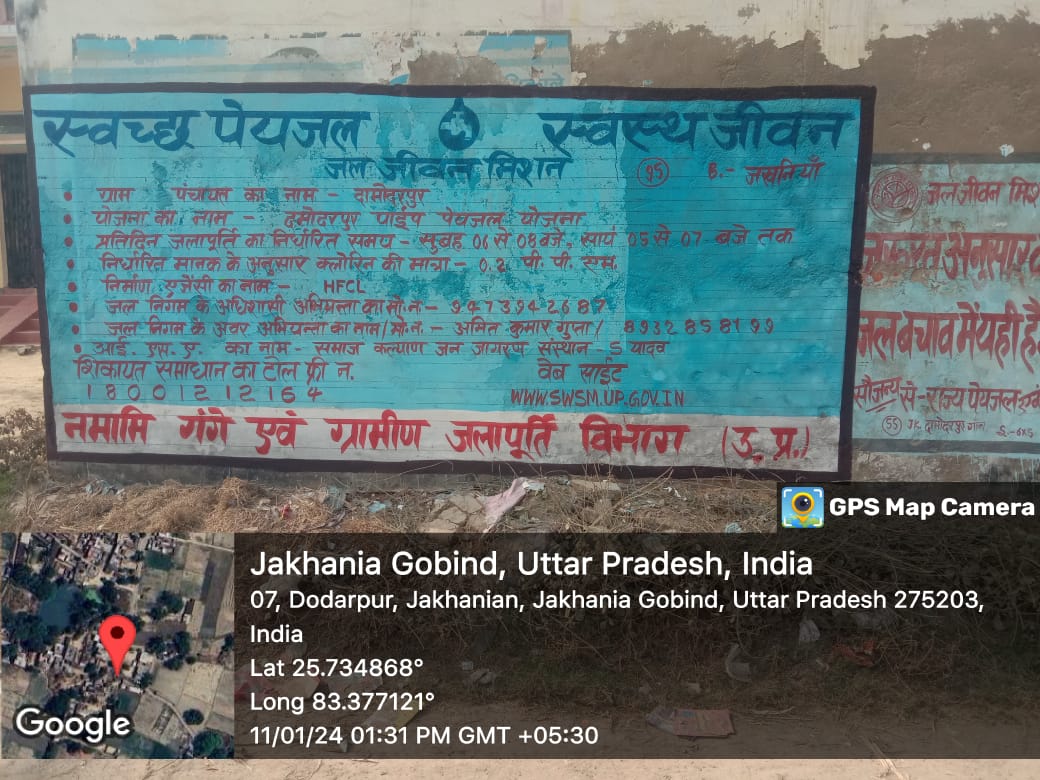 स्वच्छ पेयजल स्वस्थ जीवन
जल जीवन मिशन
95 B.- जखनियाँ
• ग्राम पंचायत का नाम - दामोदरपुर
• योजना का नाम - दमोदरपुर पाईप पेयजल योजना
• प्रतिदिन जलापूर्ति का निर्धारित समय - सुबह 06 से 08 बजे, सायं 05 से 07 बजे तक
• निर्धारित मानक के अनुसार क्लोरिन की मात्रा - 0.2 पी. पी. एम.
• निर्माण एजेंसी का नाम - HFCL
• जल निगम के अधिशासी अभियन्ता का मो.न.- 9473942687
• जल निगम के अवर अभियन्ता का नाम/मो.न. - अमित कुमार गुप्ता/ 8932858199
• आई. एस. ए. का नाम - समाज कल्याण जन जागरण संस्थान - S यादव
शिकायत समाधान का टोल फ्री न. वेब साईट
18001212164 WWW.SWSM.UP.GOV.IN
नमामि गंगे एवं ग्रामीण जलापूर्ति विभाग (उ. प्र.)
जल जीवन मिश
अनुसार
जल बचाव में यही है
सौजन्य से - राज्य पेयजल
55
GPS Map Camera
Jakhania Gobind, Uttar Pradesh, India
07, Dodarpur, Jakhanian, Jakhania Gobind, Uttar Pradesh 275203,
India
Lat 25.734868°
Long 83.377121°
11/01/24 01:31 PM GMT +05:30
Google